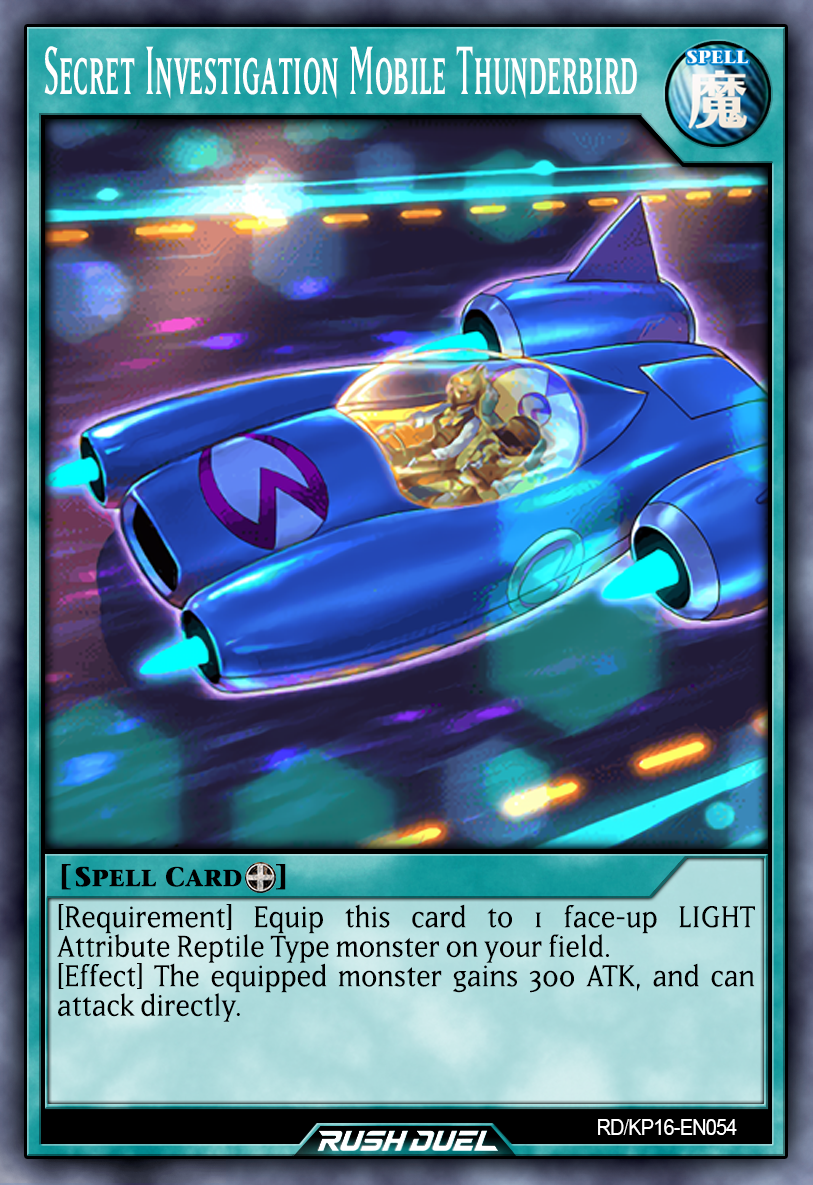 Secret Investigation Mobile Thunderbird
SPELL
魔
[Spell Card]
[Requirement] Equip this card to 1 face-up LIGHT
Attribute Reptile Type monster on your field.
[Effect] The equipped monster gains 300 ATK, and can
attack directly.
RD/KP16-EN054
RUSH DUEL